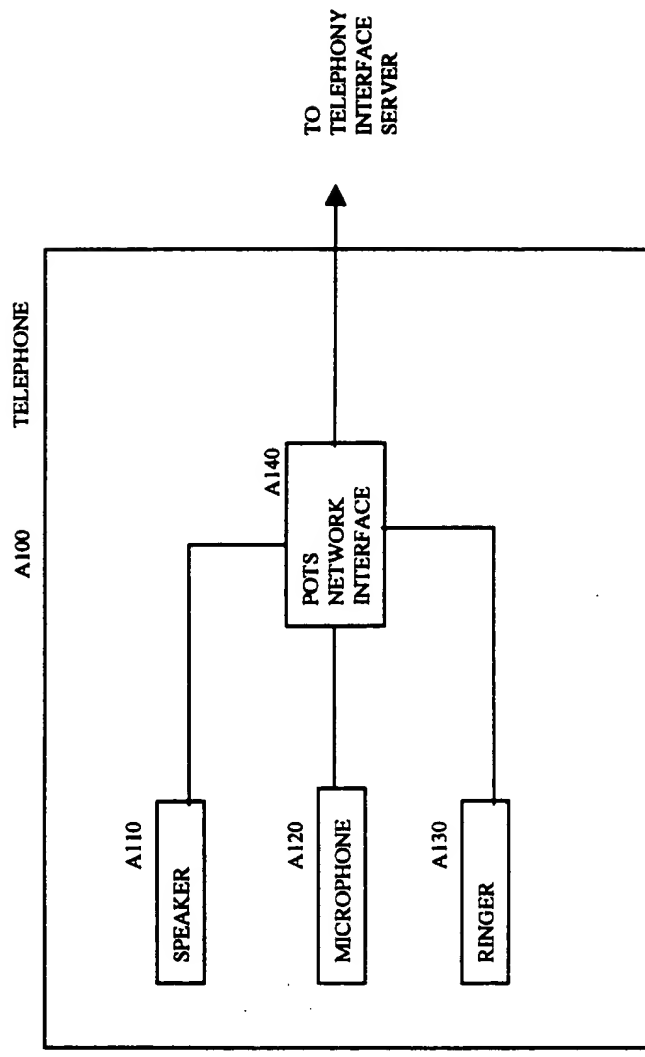 A100 TELEPHONE
A110
SPEAKER
A120
MICROPHONE
A130
RINGER
A140
POTS
NETWORK
INTERFACE
TO
TELEPHONY
INTERFACE
SERVER